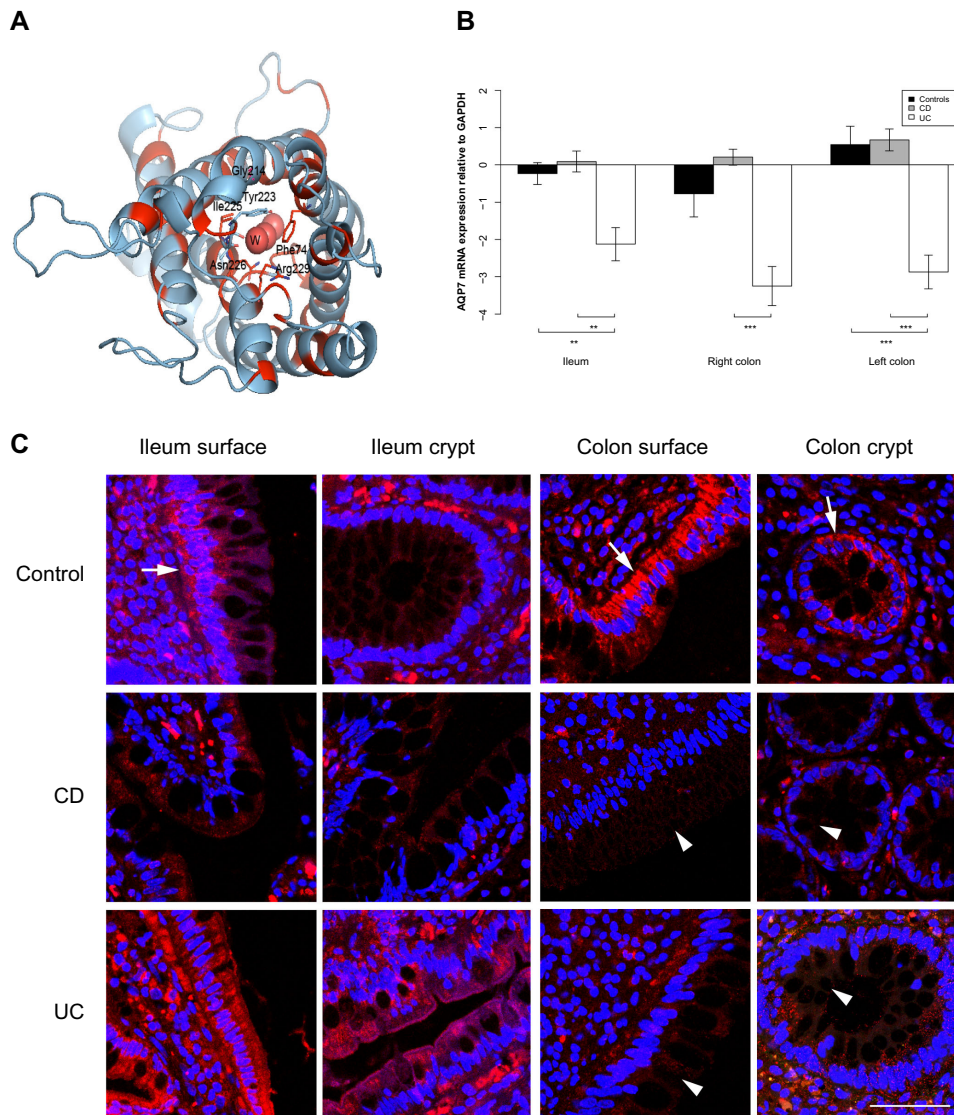 A
Gly214
Tyr223
Ile225
W
Phe74
Asn226
Arg229
B
AQP7 mRNA expression relative to GAPDH
2
1
0
−1
−2
−3
−4
Controls
CD
UC
**
**
***
***
***
Ileum
Right colon
Left colon
C
Ileum surface
Ileum crypt
Colon surface
Colon crypt
Control
CD
UC